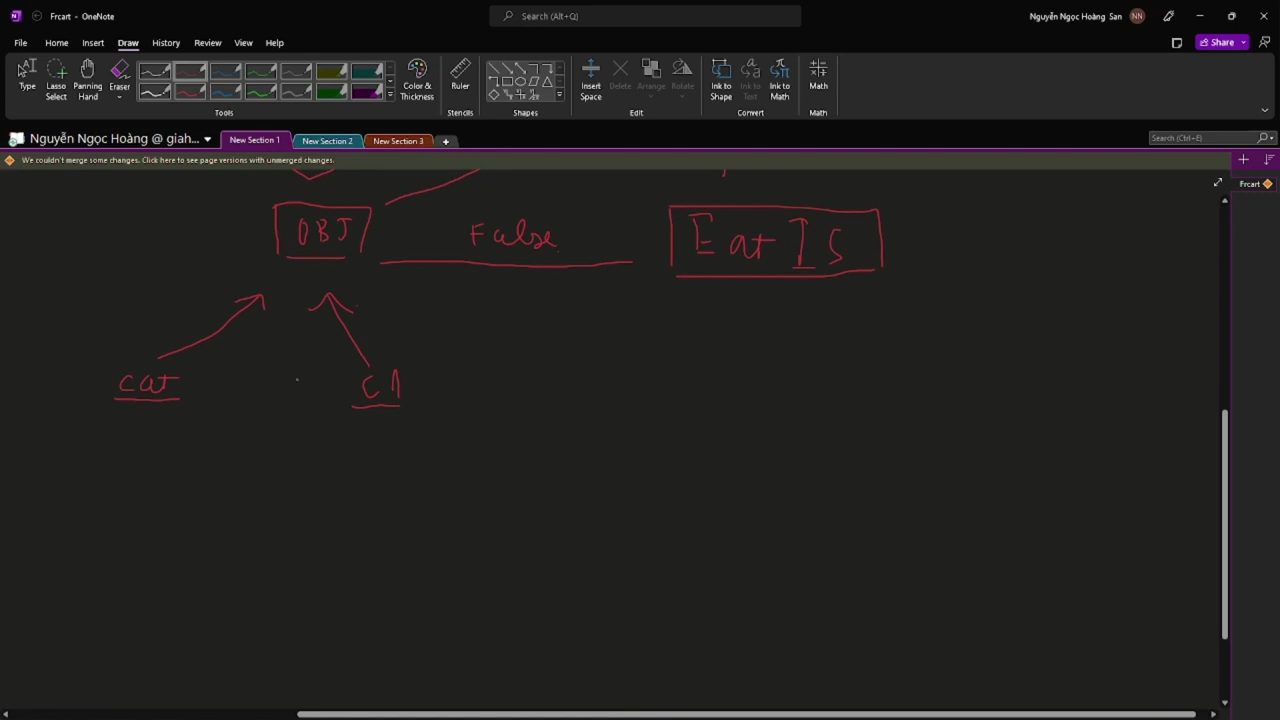 Frcart - OneNote
Search (Alt+Q)
Nguyễn Ngọc Hoàng San
NN
File Home Insert Draw History Review View Help
Share
Type
Lasso Select
Panning Hand
Eraser
Color & Thickness
Ruler
Insert Space
Delete
Arrange
Rotate
Ink to Shape
Ink to Text
Ink to Math
Math
Tools Stencils Shapes Edit Convert Math
Nguyễn Ngọc Hoàng @ giah...
New Section 1 New Section 2 New Section 3
Search (Ctrl+E)
We couldn't merge some changes. Click here to see page versions with unmerged changes.
Frcart
OBJ False Eat I S
cat